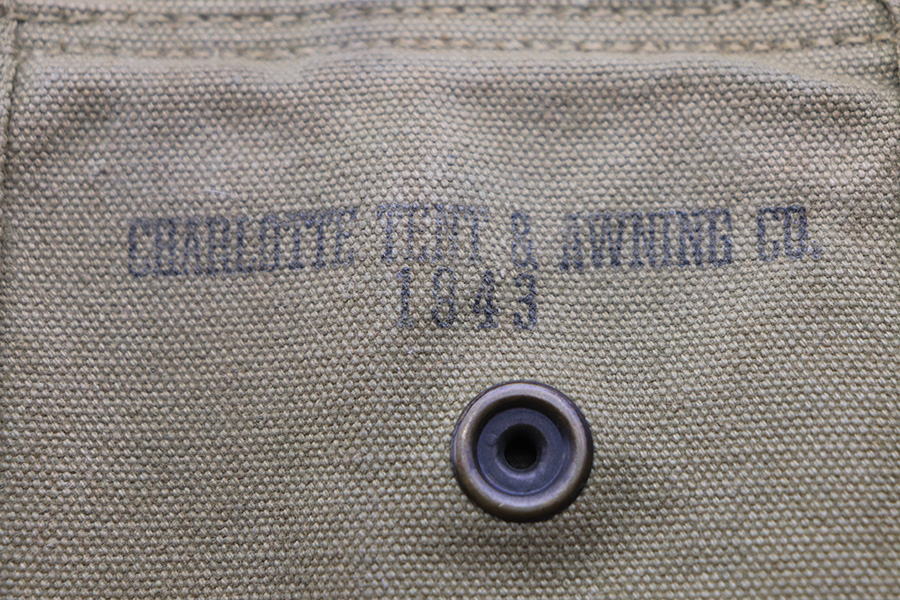 CHARLOTTE TENT & AWNING CO.
1943